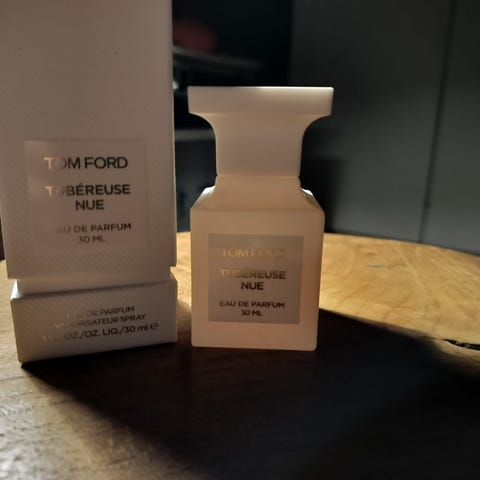 TOM FORD
TUBÉREUSE
NUE
EAU DE PARFUM
30 ML
EAU DE PARFUM
VAPORISATEUR SPRAY
1 FL.OZ./OZ. LIQ./30 ml e
TOM FORD
TUBÉREUSE
NUE
EAU DE PARFUM
30 ML